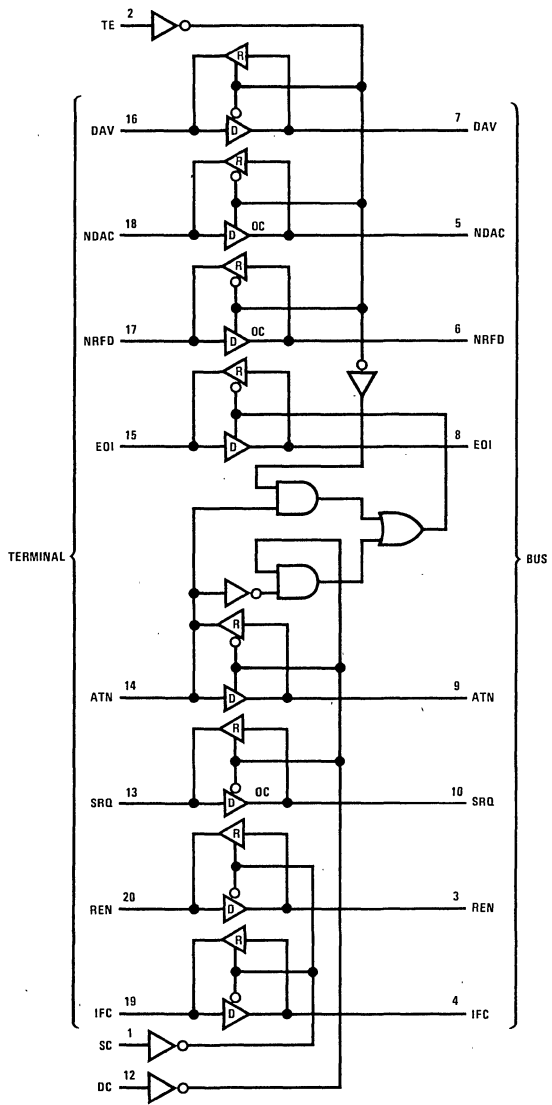 2
TE
R
16
7
DAV
D
DAV
R
18
OC
5
NDAC
D
NDAC
R
17
OC
6
NRFD
D
NRFD
R
15
8
EOI
D
EOI
TERMINAL
BUS
R
14
9
ATN
D
ATN
R
13
OC
10
SRQ
D
SRQ
R
20
3
REN
D
REN
R
19
4
IFC
D
IFC
1
SC
12
DC